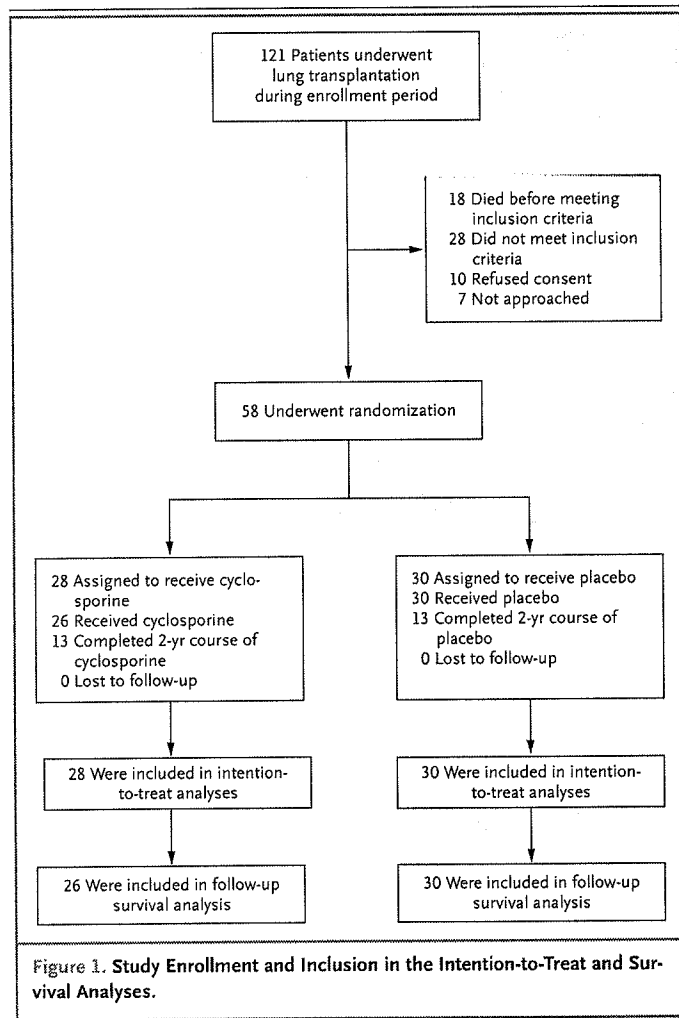 121 Patients underwent
lung transplantation
during enrollment period
18 Died before meeting
inclusion criteria
28 Did not meet inclusion
criteria
10 Refused consent
7 Not approached
58 Underwent randomization
28 Assigned to receive cyclo-
sporine
26 Received cyclosporine
13 Completed 2-yr course of
cyclosporine
0 Lost to follow-up
30 Assigned to receive placebo
30 Received placebo
13 Completed 2-yr course of
placebo
0 Lost to follow-up
28 Were included in intention-
to-treat analyses
30 Were included in intention-
to-treat analyses
26 Were included in follow-up
survival analysis
30 Were included in follow-up
survival analysis
Figure 1. Study Enrollment and Inclusion in the Intention-to-Treat and Sur-
vival Analyses.